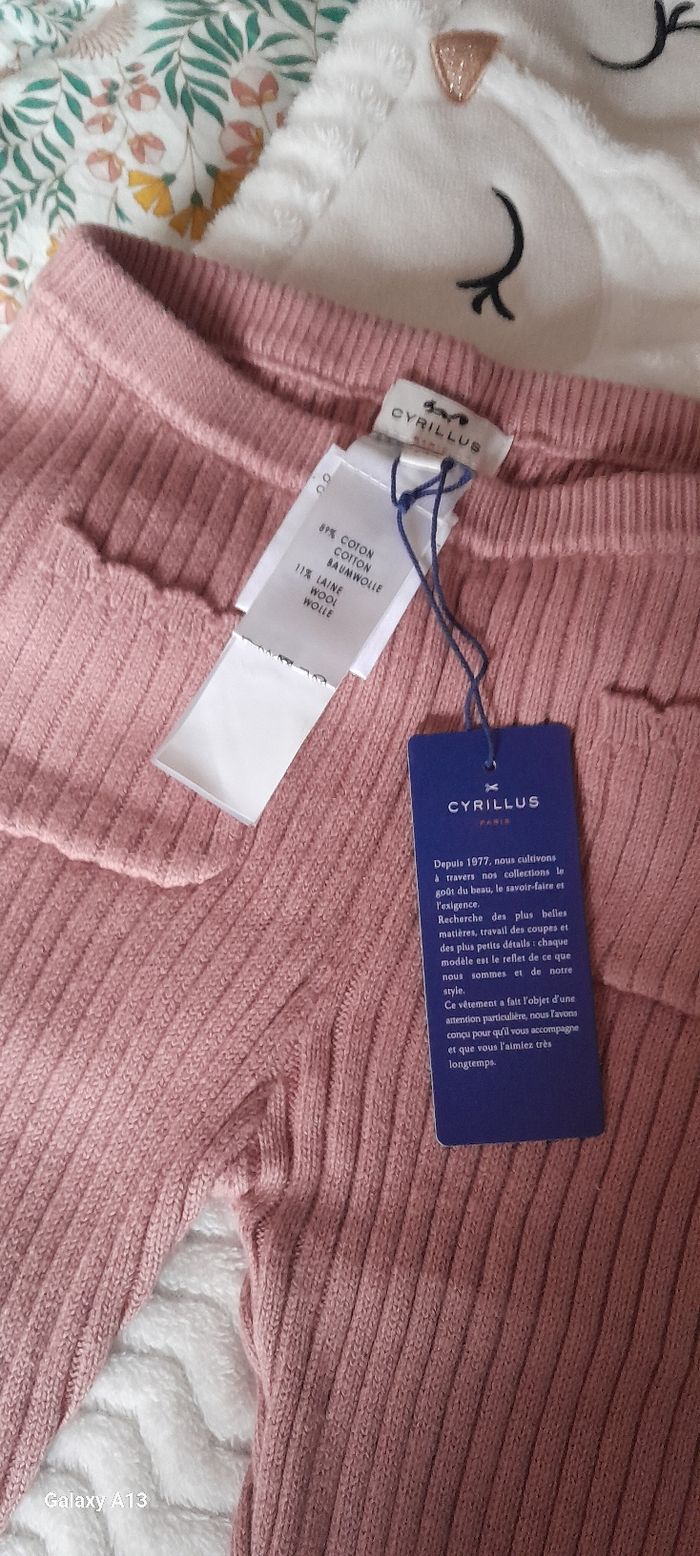 CYRILLUS
PARIS
89% COTON
COTTON
BAUMWOLLE
11% LAINE
WOOL
WOLLE
CYRILLUS
PARIS
Depuis 1977, nous cultivons
à travers nos collections le
goût du beau, le savoir-faire et
l'exigence.
Recherche des plus belles
matières, travail des coupes et
des plus petits détails : chaque
modèle est le reflet de ce que
nous sommes et de notre
style.
Ce vêtement a fait l'objet d'une
attention particulière, nous l'avons
conçu pour qu'il vous accompagne
et que vous l'aimiez très
longtemps.
Galaxy A13